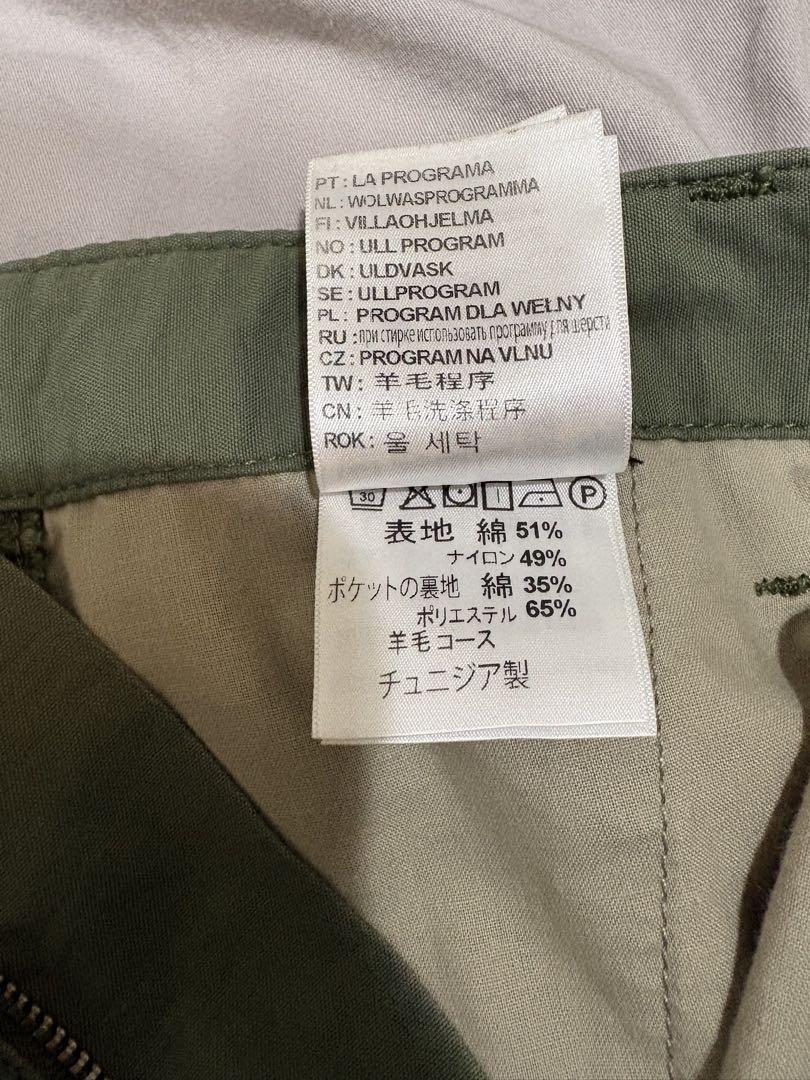 PT : LA PROGRAMA
NL : WOLWASPROGRAMMA
FI : VILLAOHJELMA
NO : ULL PROGRAM
DK : ULDVASK
SE : ULLPROGRAM
PL : PROGRAM DLA WEŁNY
RU : при стирке использовать программу для шерсти
CZ : PROGRAM NA VLNU
TW : 羊毛程序
CN : 羊毛洗涤程序
ROK : 울 세탁
30 P
表地 綿 51%
ナイロン 49%
ポケットの裏地 綿 35%
ポリエステル 65%
羊毛コース
チュニジア製